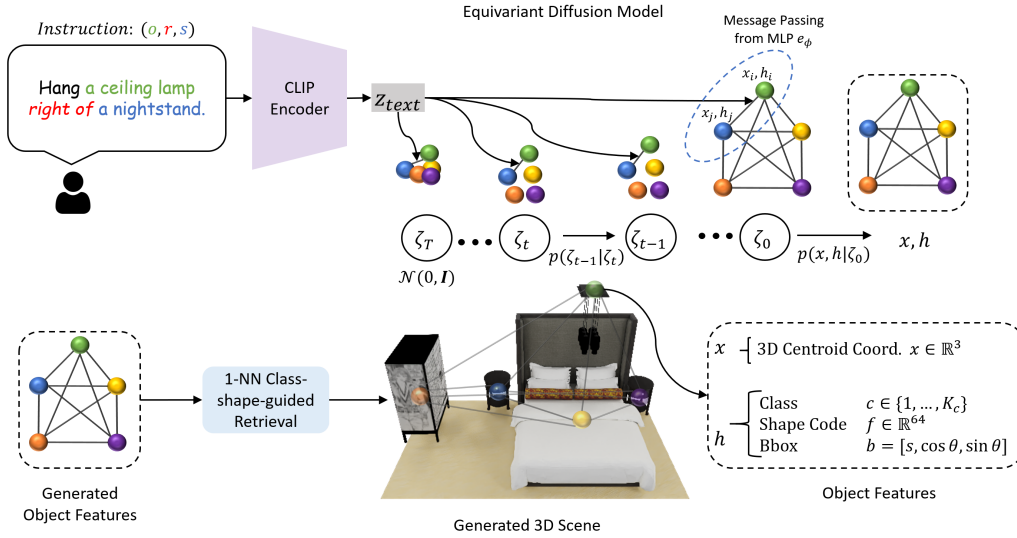 Equivariant Diffusion Model
Instruction: (o, r, s)
Hang a ceiling lamp
right of a nightstand.
CLIP
Encoder
z_text
Message Passing
from MLP e_ϕ
x_i, h_i
x_j, h_j
ζ_T ••• ζ_t ζ_{t−1} ••• ζ_0 x, h
p(ζ_{t−1}|ζ_t) p(x, h|ζ_0)
𝒩(0, I)
1-NN Class-
shape-guided
Retrieval
x 3D Centroid Coord. x ∈ ℝ^3
h
Class c ∈ {1, …, K_c}
Shape Code f ∈ ℝ^64
Bbox b = [s, cos θ, sin θ]
Generated
Object Features
Generated 3D Scene
Object Features